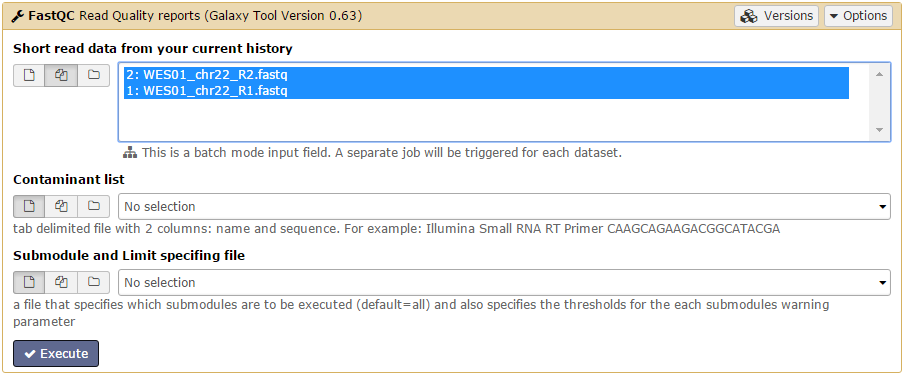 FastQC Read Quality reports (Galaxy Tool Version 0.63) Versions Options
Short read data from your current history
2: WES01_chr22_R2.fastq
1: WES01_chr22_R1.fastq
This is a batch mode input field. A separate job will be triggered for each dataset.
Contaminant list
No selection
tab delimited file with 2 columns: name and sequence. For example: Illumina Small RNA RT Primer CAAGCAGAAGACGGCATACGA
Submodule and Limit specifing file
No selection
a file that specifies which submodules are to be executed (default=all) and also specifies the thresholds for the each submodules warning
parameter
Execute